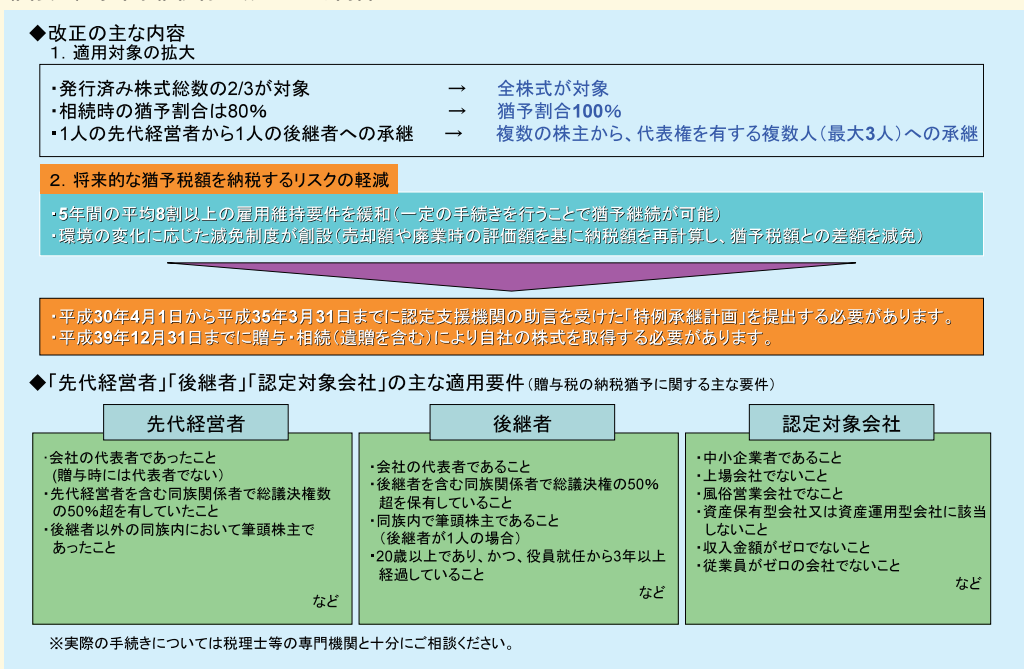 ◆改正の主な内容
1．適用対象の拡大
・発行済み株式総数の2/3が対象 → 全株式が対象
・相続時の猶予割合は80% → 猶予割合100%
・1人の先代経営者から1人の後継者への承継 → 複数の株主から、代表権を有する複数人（最大3人）への承継
2．将来的な猶予税額を納税するリスクの軽減
・5年間の平均8割以上の雇用維持要件を緩和（一定の手続きを行うことで猶予継続が可能）
・環境の変化に応じた減免制度が創設（売却額や廃業時の評価額を基に納税額を再計算し、猶予税額との差額を減免）
・平成30年4月1日から平成35年3月31日までに認定支援機関の助言を受けた「特例承継計画」を提出する必要があります。
・平成39年12月31日までに贈与・相続（遺贈を含む）により自社の株式を取得する必要があります。
◆「先代経営者」「後継者」「認定対象会社」の主な適用要件（贈与税の納税猶予に関する主な要件）
先代経営者
・会社の代表者であったこと
（贈与時には代表者でない）
・先代経営者を含む同族関係者で総議決権数
の50%超を有していたこと
・後継者以外の同族内において筆頭株主で
あったこと
など
後継者
・会社の代表者であること
・後継者を含む同族関係者で総議決権の50%
超を保有していること
・同族内で筆頭株主であること
（後継者が1人の場合）
・20歳以上であり、かつ、役員就任から3年以上
経過していること
など
認定対象会社
・中小企業者であること
・上場会社でないこと
・風俗営業会社でなこと
・資産保有型会社又は資産運用型会社に該当
しないこと
・収入金額がゼロでないこと
・従業員がゼロの会社でないこと
など
※実際の手続きについては税理士等の専門機関と十分にご相談ください。